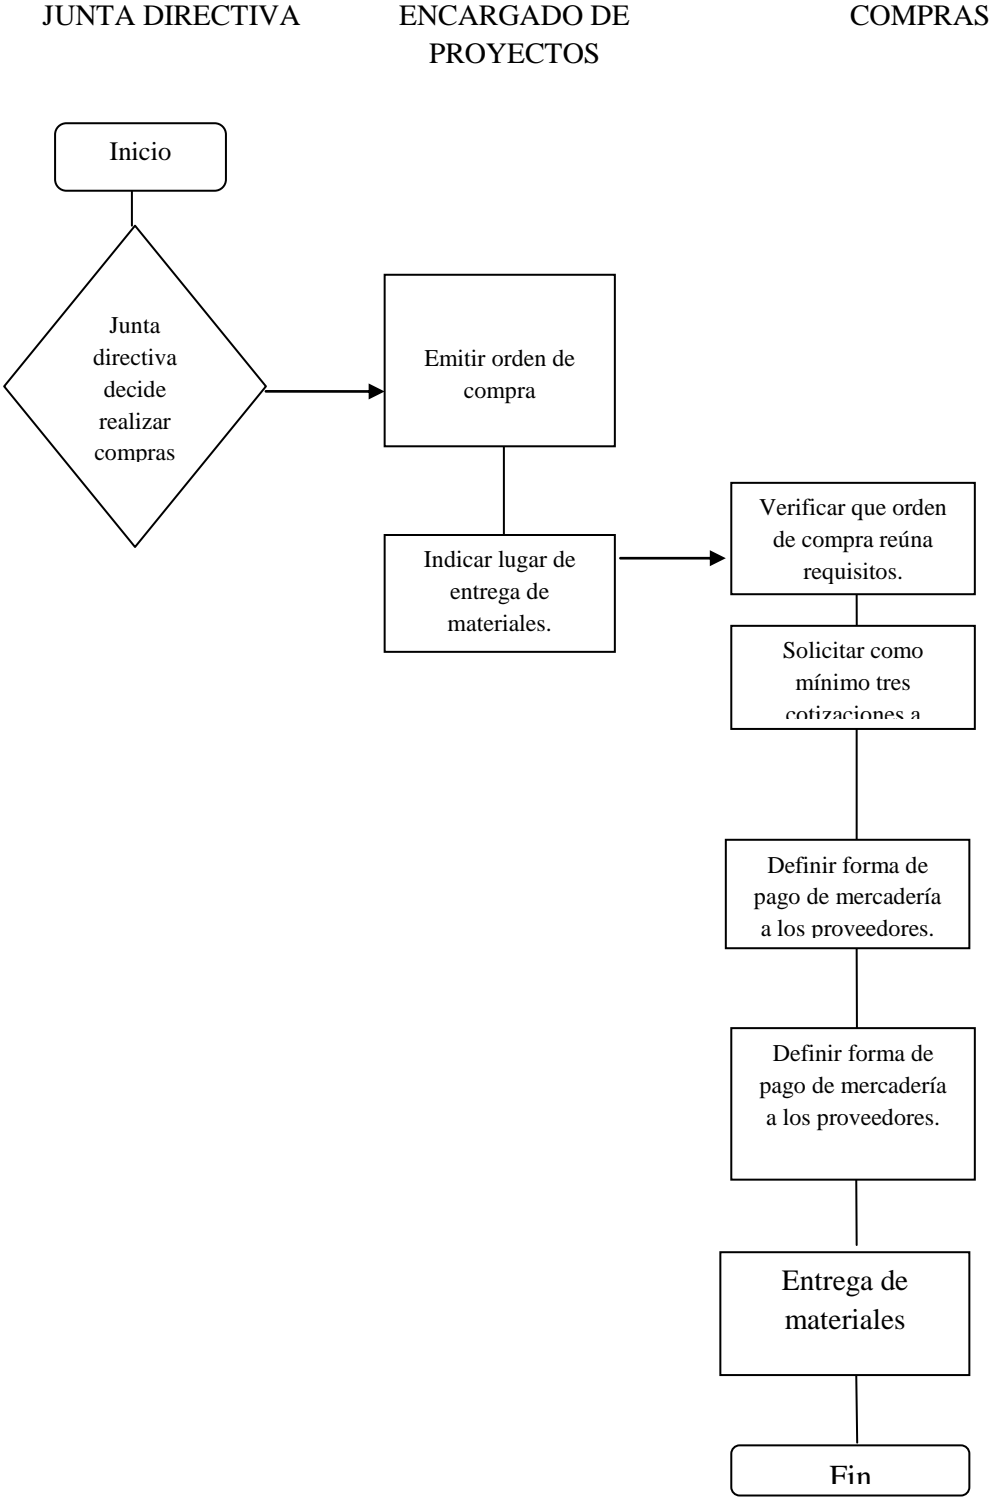 JUNTA DIRECTIVA
ENCARGADO DE
PROYECTOS
COMPRAS
Inicio
Junta
directiva
decide
realizar
compras
Emitir orden de
compra
Indicar lugar de
entrega de
materiales.
Verificar que orden
de compra reúna
requisitos.
Solicitar como
mínimo tres
cotizaciones a
Definir forma de
pago de mercadería
a los proveedores.
Definir forma de
pago de mercadería
a los proveedores.
Entrega de
materiales
Fin